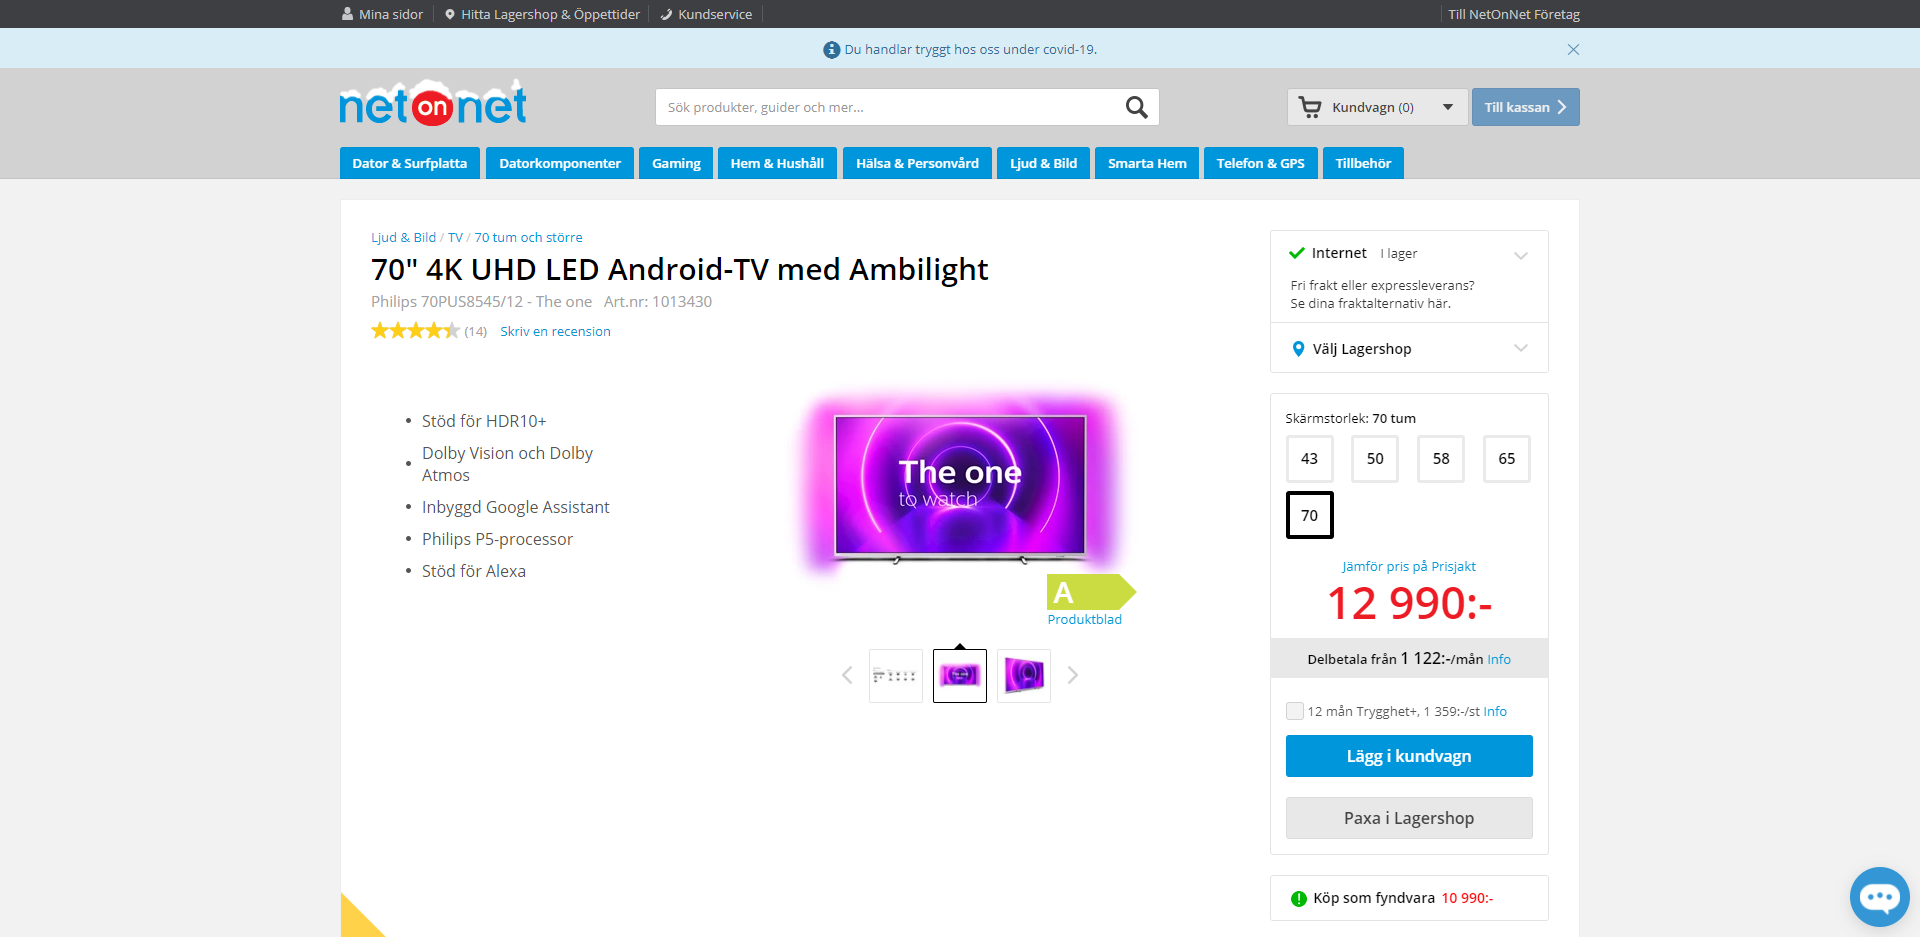 Mina sidor
Hitta Lagershop & Öppettider
Kundservice
Till NetOnNet Företag
Du handlar tryggt hos oss under covid-19.
net on net
Sök produkter, guider och mer...
Kundvagn (0)
Till kassan
Dator & Surfplatta
Datorkomponenter
Gaming
Hem & Hushåll
Hälsa & Personvård
Ljud & Bild
Smarta Hem
Telefon & GPS
Tillbehör
Ljud & Bild / TV / 70 tum och större
70" 4K UHD LED Android-TV med Ambilight
Philips 70PUS8545/12 - The one Art.nr: 1013430
(14) Skriv en recension
• Stöd för HDR10+
• Dolby Vision och Dolby
Atmos
• Inbyggd Google Assistant
• Philips P5-processor
• Stöd för Alexa
The one
to watch
A
Produktblad
Internet I lager
Fri frakt eller expressleverans?
Se dina fraktalternativ här.
Välj Lagershop
Skärmstorlek: 70 tum
43
50
58
65
70
Jämför pris på Prisjakt
12 990:-
Delbetala från 1 122:-/mån Info
12 mån Trygghet+, 1 359:-/st Info
Lägg i kundvagn
Paxa i Lagershop
Köp som fyndvara 10 990:-